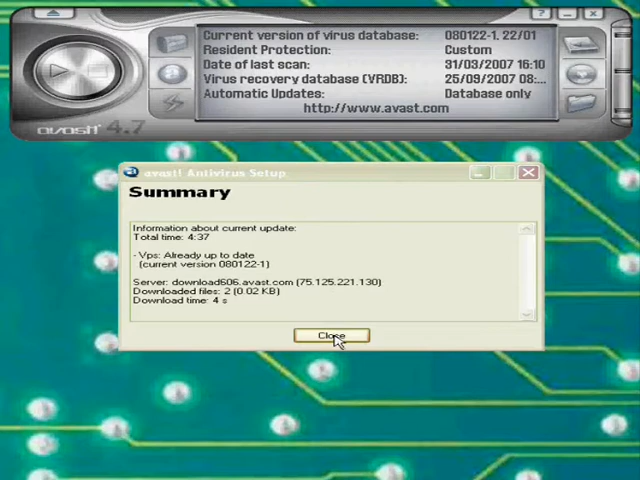 Current version of virus database: 080122-1, 22/01
Resident Protection: Custom
Date of last scan: 31/03/2007 16:10
Virus recovery database (VRDB): 25/09/2007 08:...
Automatic Updates: Database only
http://www.avast.com
avast! 4.7
avast! Antivirus Setup
Summary
Information about current update:
Total time: 4:37
- Vps: Already up to date
(current version 080122-1)
Server: download606.avast.com (75.125.221.130)
Downloaded files: 2 (0.02 KB)
Download time: 4 s
Close